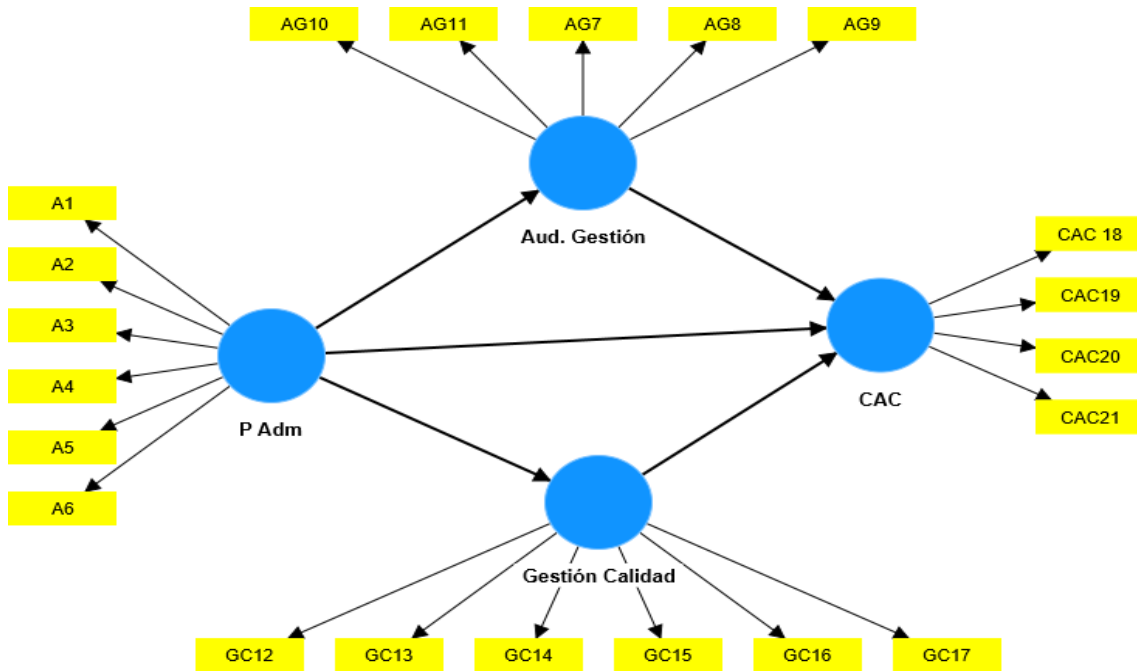 AG10 AG11 AG7 AG8 AG9
A1
A2
A3
A4
A5
A6
Aud. Gestión
P Adm
CAC 18
CAC19
CAC20
CAC21
CAC
Gestión Calidad
GC12 GC13 GC14 GC15 GC16 GC17